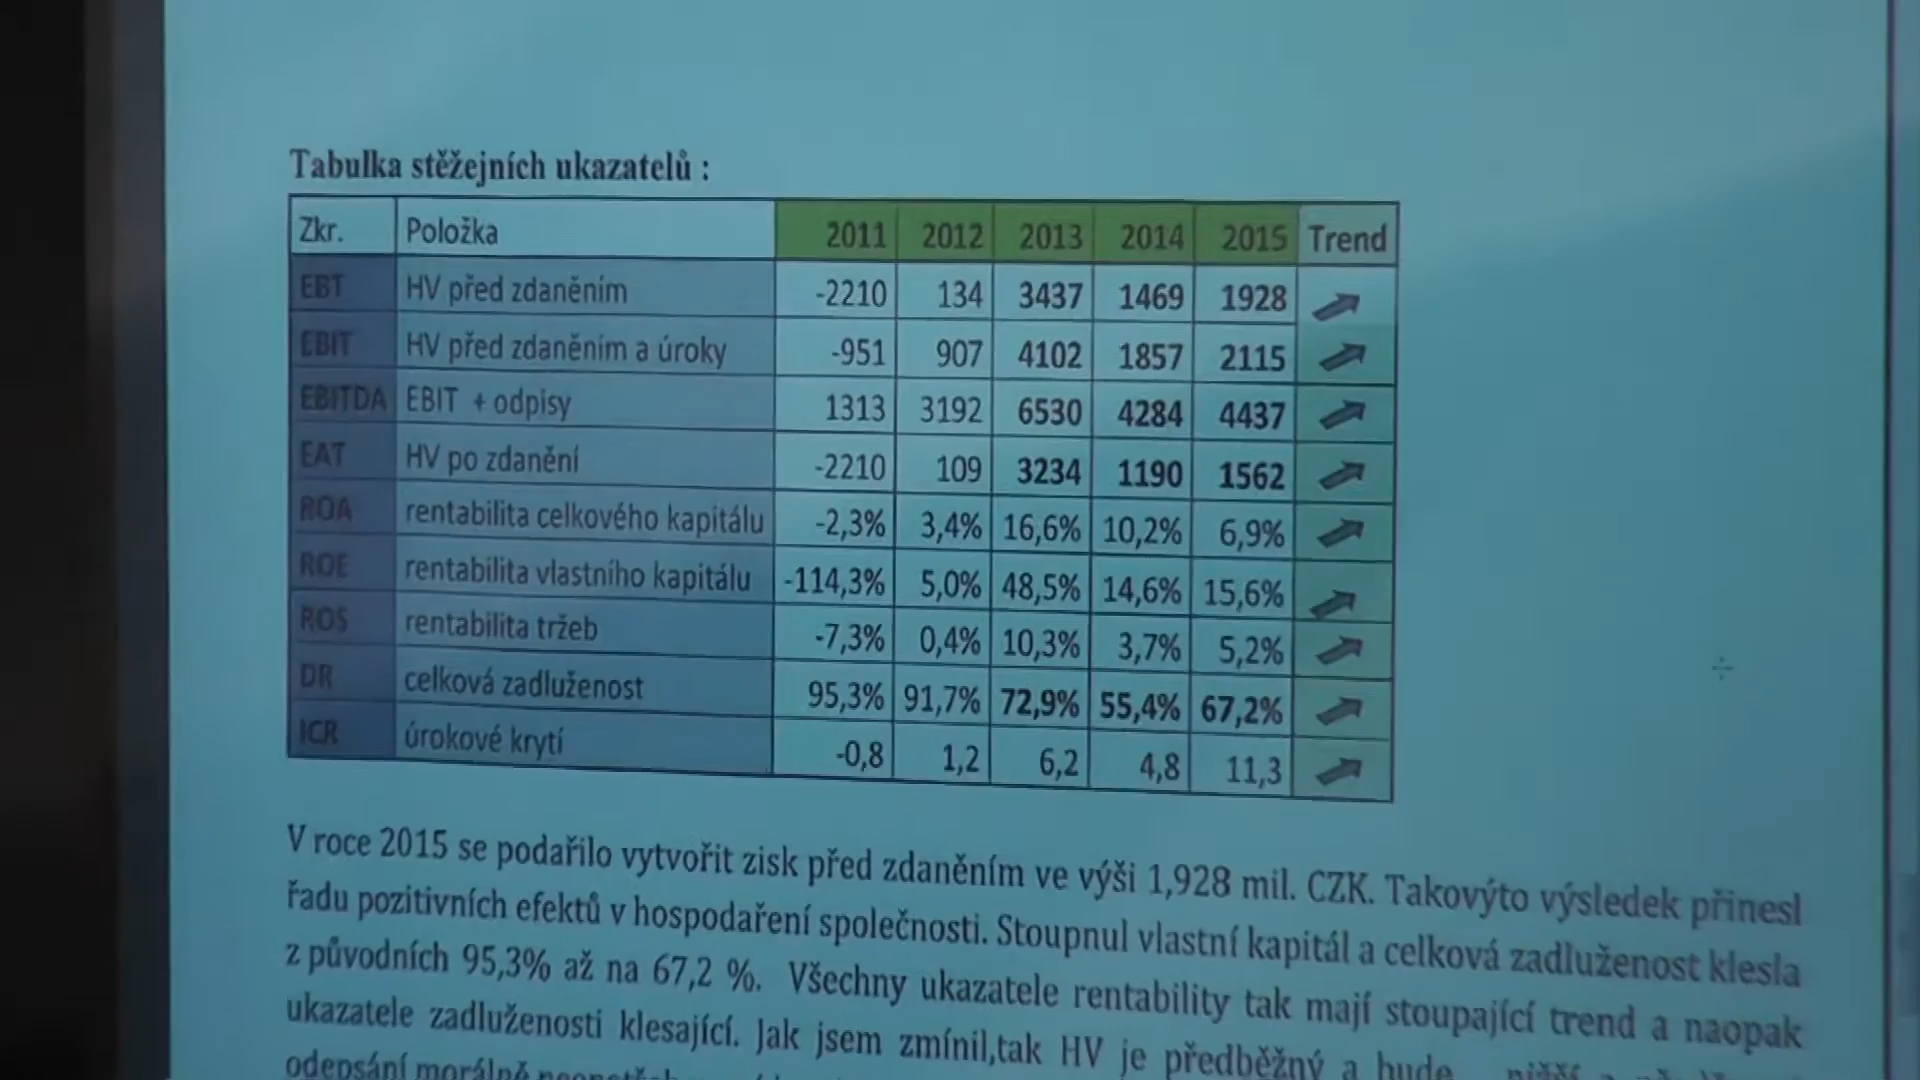 Tabulka stěžejních ukazatelů :
Zkr. Položka 2011 2012 2013 2014 2015 Trend
EBT HV před zdaněním -2210 134 3437 1469 1928
EBIT HV před zdaněním a úroky -951 907 4102 1857 2115
EBITDA EBIT + odpisy 1313 3192 6530 4284 4437
EAT HV po zdanění -2210 109 3234 1190 1562
ROA rentabilita celkového kapitálu -2,3% 3,4% 16,6% 10,2% 6,9%
ROE rentabilita vlastního kapitálu -114,3% 5,0% 48,5% 14,6% 15,6%
ROS rentabilita tržeb -7,3% 0,4% 10,3% 3,7% 5,2%
DR celková zadluženost 95,3% 91,7% 72,9% 55,4% 67,2%
ICR úrokové krytí -0,8 1,2 6,2 4,8 11,3
V roce 2015 se podařilo vytvořit zisk před zdaněním ve výši 1,928 mil. CZK. Takovýto výsledek přinesl
řadu pozitivních efektů v hospodaření společnosti. Stoupnul vlastní kapitál a celková zadluženost klesla
z původních 95,3% až na 67,2 %. Všechny ukazatele rentability tak mají stoupající trend a naopak
ukazatele zadluženosti klesající. Jak jsem zmínil,tak HV je předběžný a bude
odepsání morálně